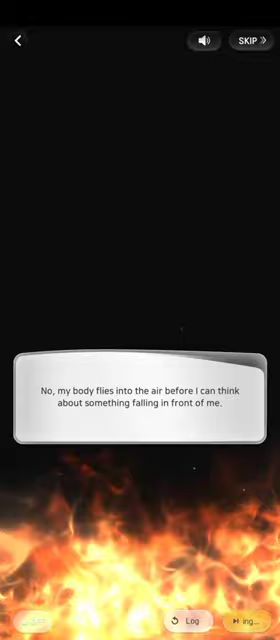 SKIP
No, my body flies into the air before I can think
about something falling in front of me.
Log
ing...